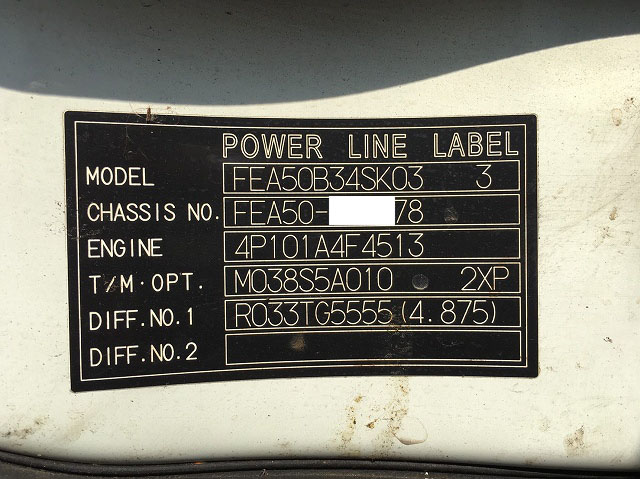 POWER LINE LABEL
MODEL FEA50B34SK03 3
CHASSIS NO. FEA50- 78
ENGINE 4P101A4F4513
T/M·OPT. M038S5A010 2XP
DIFF.NO.1 R033TG5555(4.875)
DIFF.NO.2